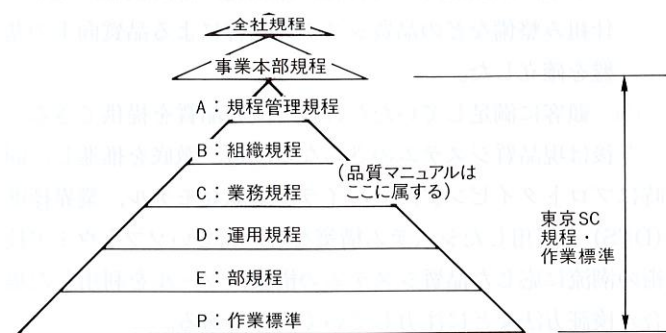 全社規程
事業本部規程
A：規程管理規程
B：組織規程
(品質マニュアルは
ここに属する)
C：業務規程
D：運用規程
E：部規程
P：作業標準
東京SC
規程・
作業標準